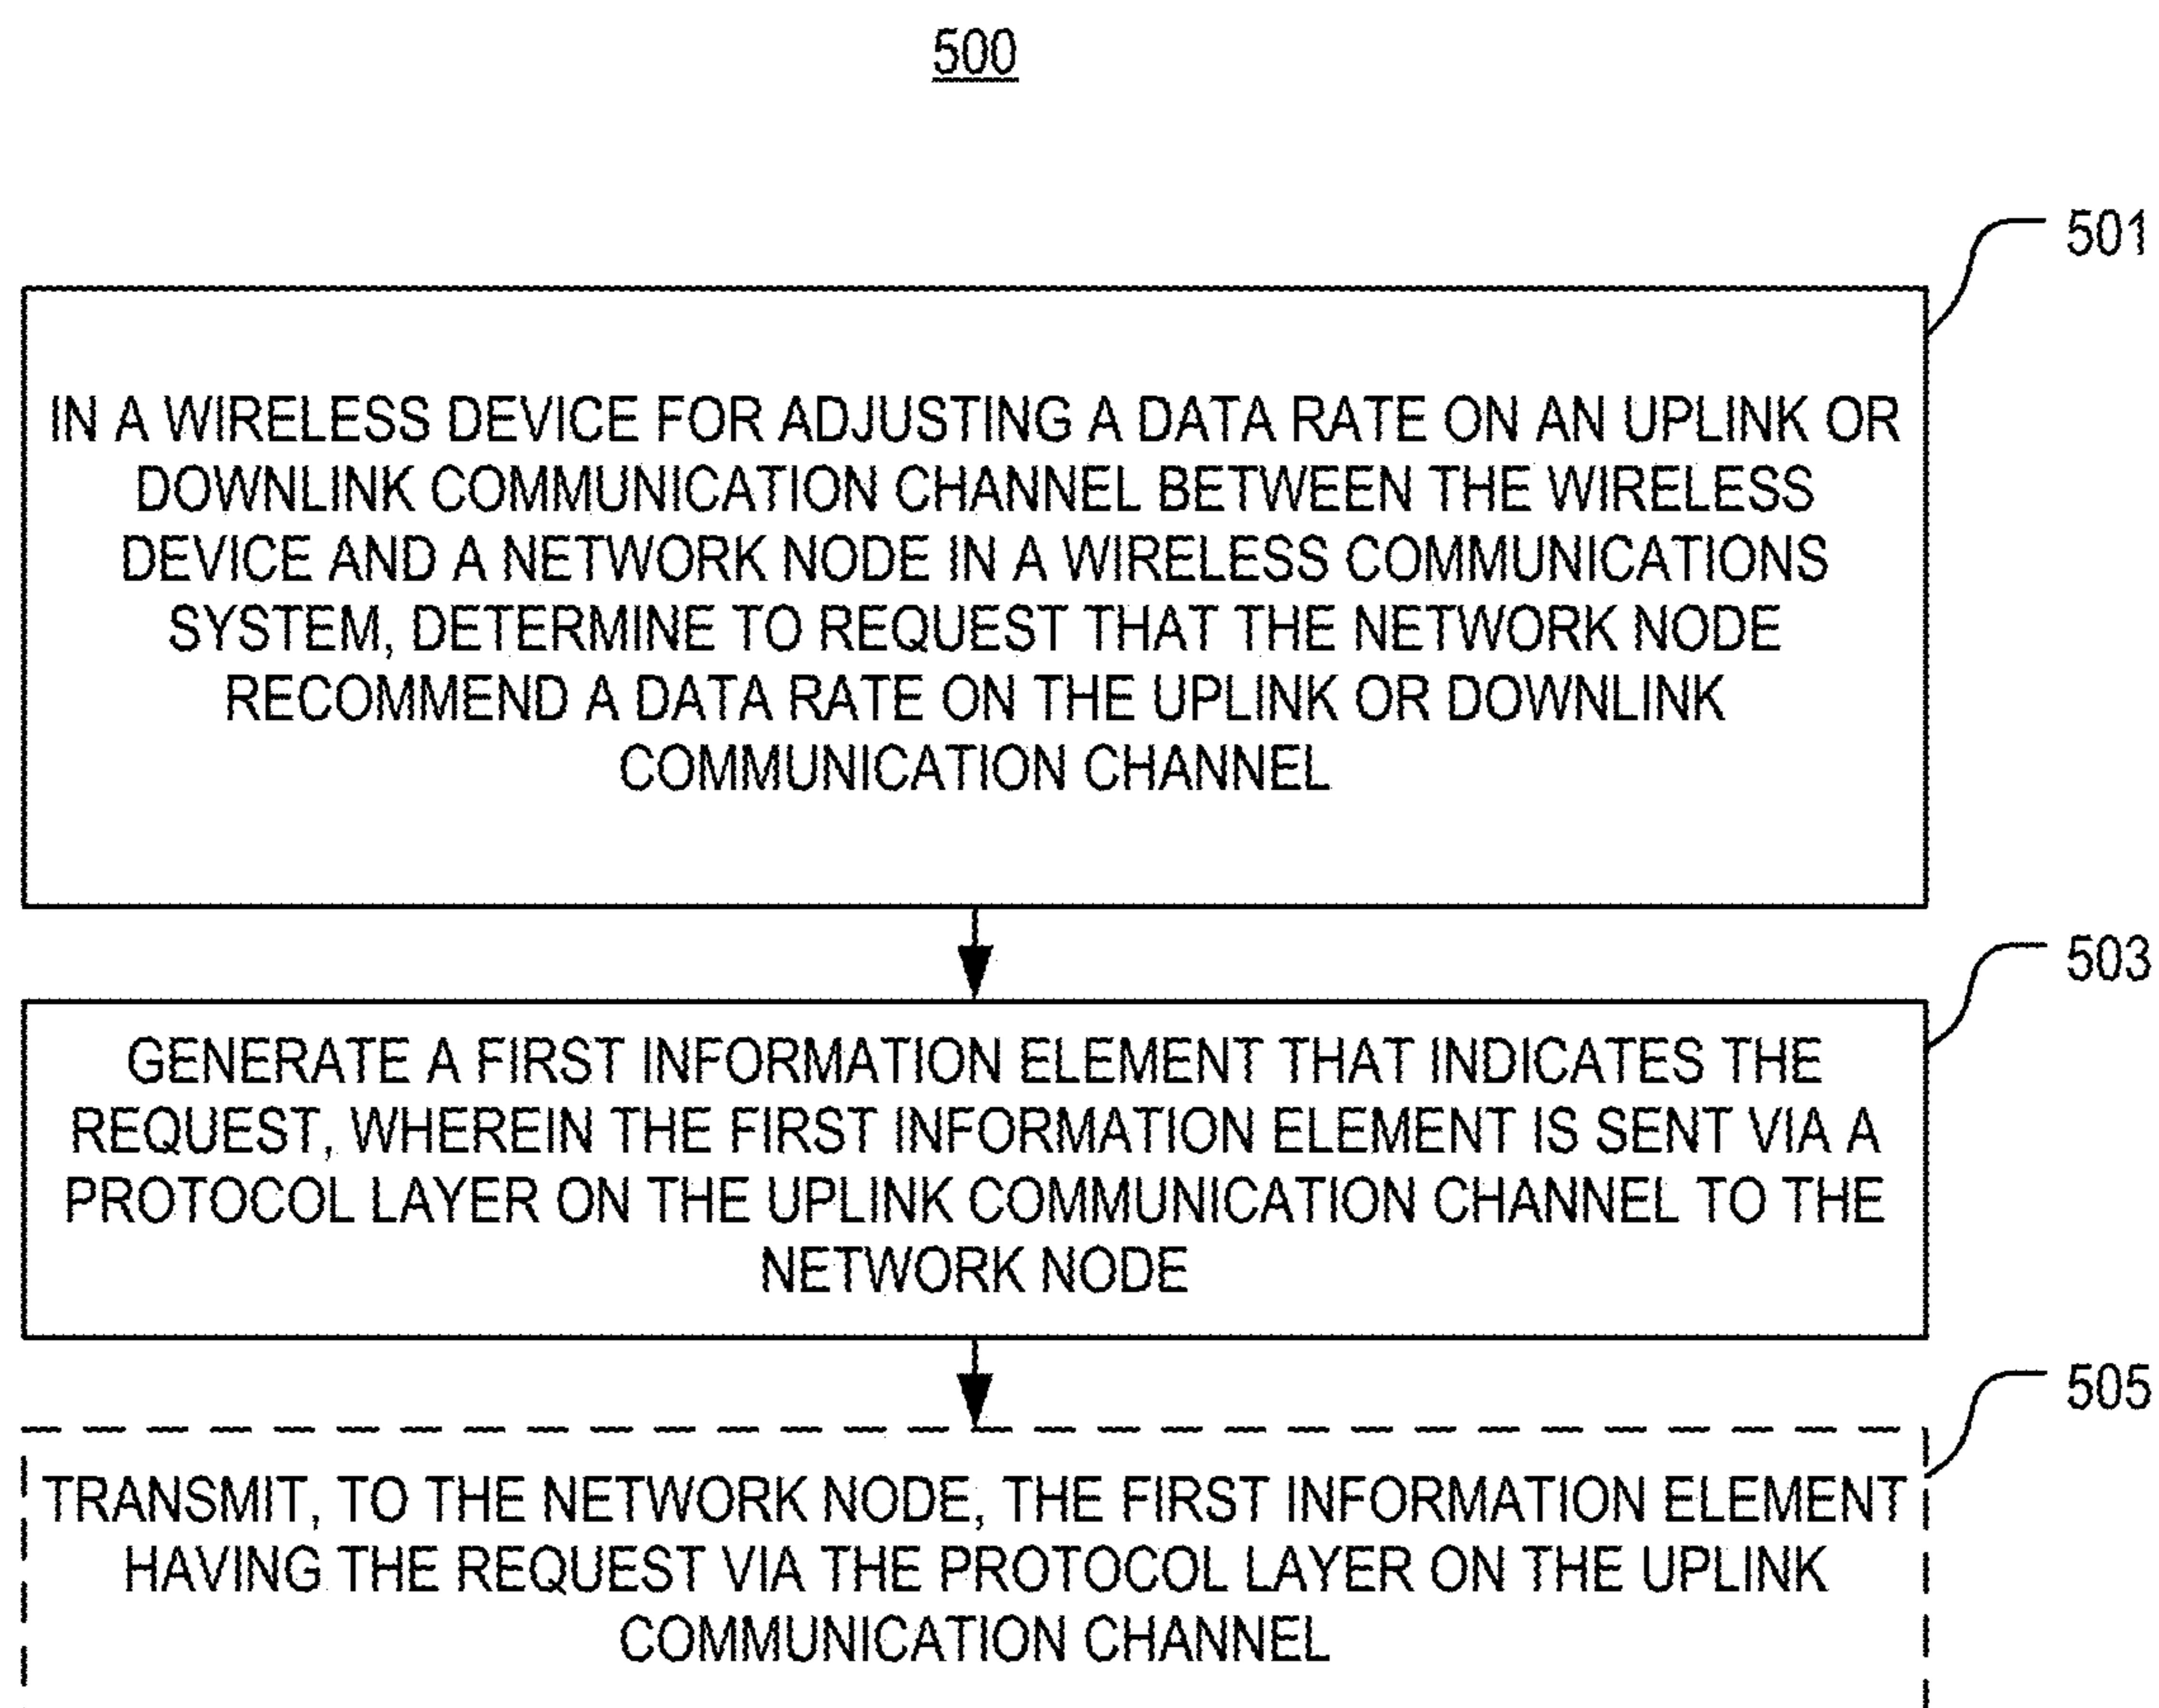 500
501
IN A WIRELESS DEVICE FOR ADJUSTING A DATA RATE ON AN UPLINK OR
DOWNLINK COMMUNICATION CHANNEL BETWEEN THE WIRELESS
DEVICE AND A NETWORK NODE IN A WIRELESS COMMUNICATIONS
SYSTEM, DETERMINE TO REQUEST THAT THE NETWORK NODE
RECOMMEND A DATA RATE ON THE UPLINK OR DOWNLINK
COMMUNICATION CHANNEL
503
GENERATE A FIRST INFORMATION ELEMENT THAT INDICATES THE
REQUEST, WHEREIN THE FIRST INFORMATION ELEMENT IS SENT VIA A
PROTOCOL LAYER ON THE UPLINK COMMUNICATION CHANNEL TO THE
NETWORK NODE
505
TRANSMIT, TO THE NETWORK NODE, THE FIRST INFORMATION ELEMENT
HAVING THE REQUEST VIA THE PROTOCOL LAYER ON THE UPLINK
COMMUNICATION CHANNEL